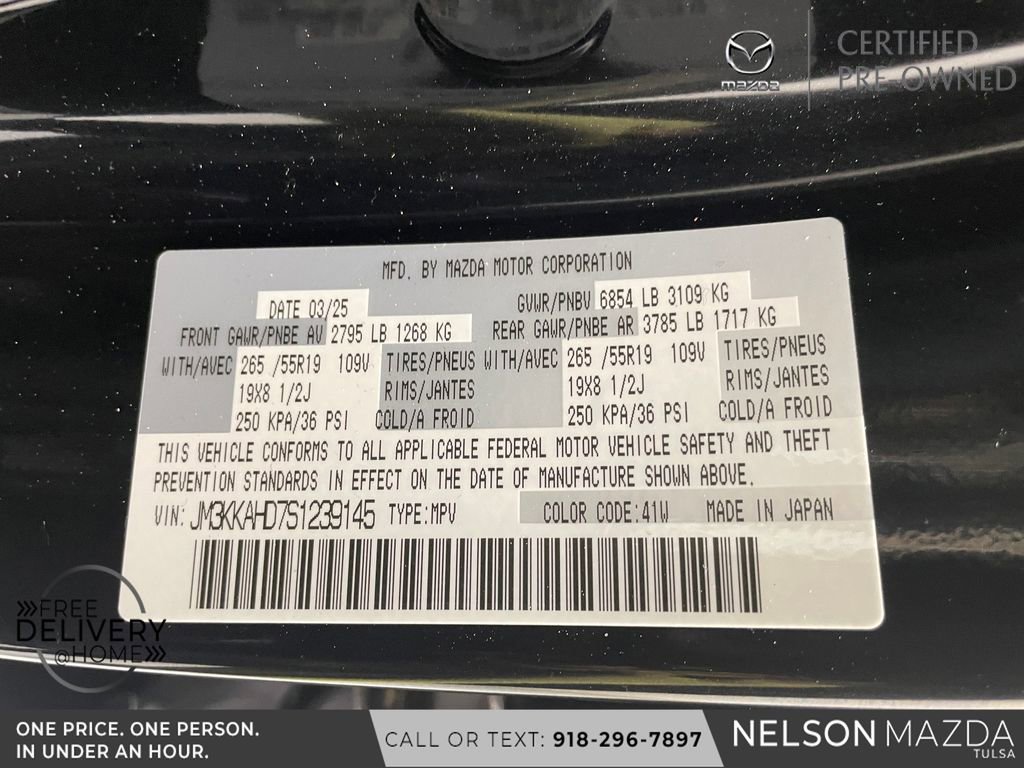 mazda
CERTIFIED
PRE-OWNED
MFD. BY MAZDA MOTOR CORPORATION
DATE 03/25 GVWR/PNBV 6854 LB 3109 KG
FRONT GAWR/PNBE AV 2795 LB 1268 KG REAR GAWR/PNBE AR 3785 LB 1717 KG
WITH/AVEC 265 /55R19 109V TIRES/PNEUS WITH/AVEC 265 /55R19 109V TIRES/PNEUS
19X8 1/2J RIMS/JANTES 19X8 1/2J RIMS/JANTES
250 KPA/36 PSI COLD/A FROID 250 KPA/36 PSI COLD/A FROID
THIS VEHICLE CONFORMS TO ALL APPLICABLE FEDERAL MOTOR VEHICLE SAFETY AND THEFT
PREVENTION STANDARDS IN EFFECT ON THE DATE OF MANUFACTURE SHOWN ABOVE.
VIN: JM3KKAHD7S1239145 TYPE:MPV COLOR CODE:41W MADE IN JAPAN
FREE
DELIVERY
@HOME
ONE PRICE. ONE PERSON.
IN UNDER AN HOUR.
CALL OR TEXT: 918-296-7897
NELSON MAZDA
TULSA